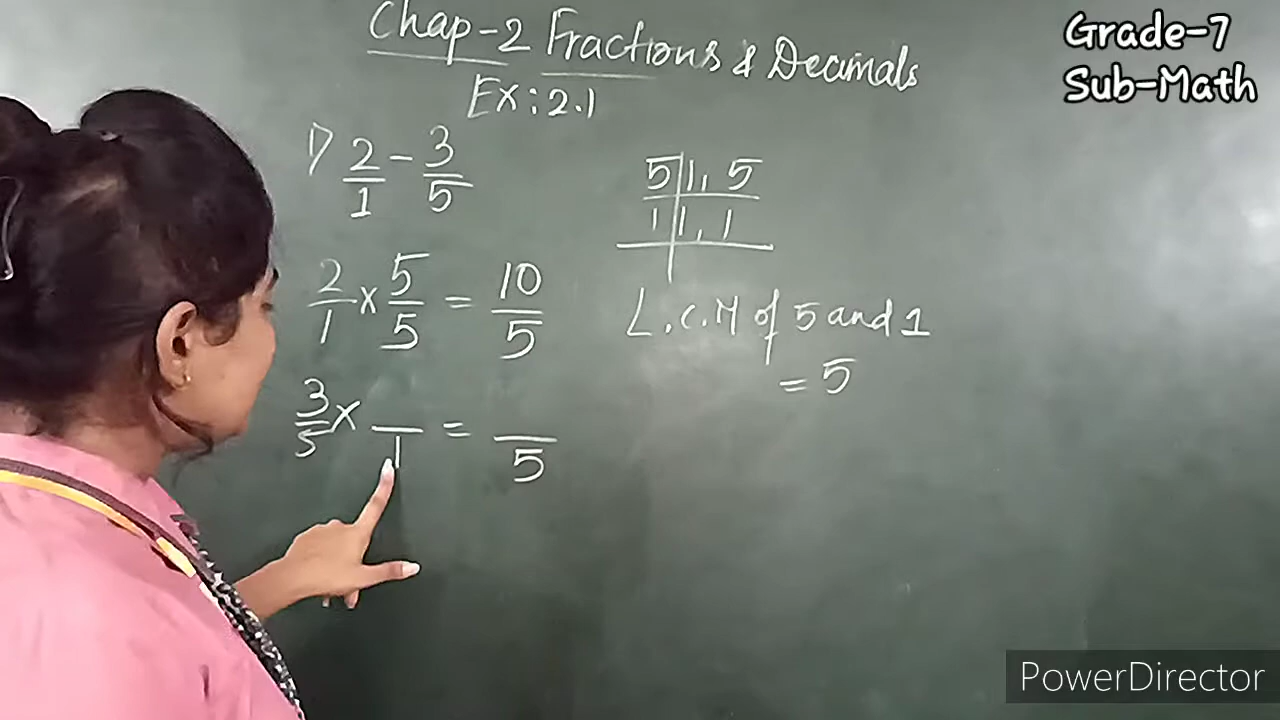 Chap-2 Fractions & Decimals
Ex:2.1
Grade-7
Sub-Math
1) 2/1 - 3/5
2/1 × 5/5 = 10/5
3/5 × /1 = /5
5 | 1, 5
1 | 1, 1
L.C.M of 5 and 1
= 5
PowerDirector